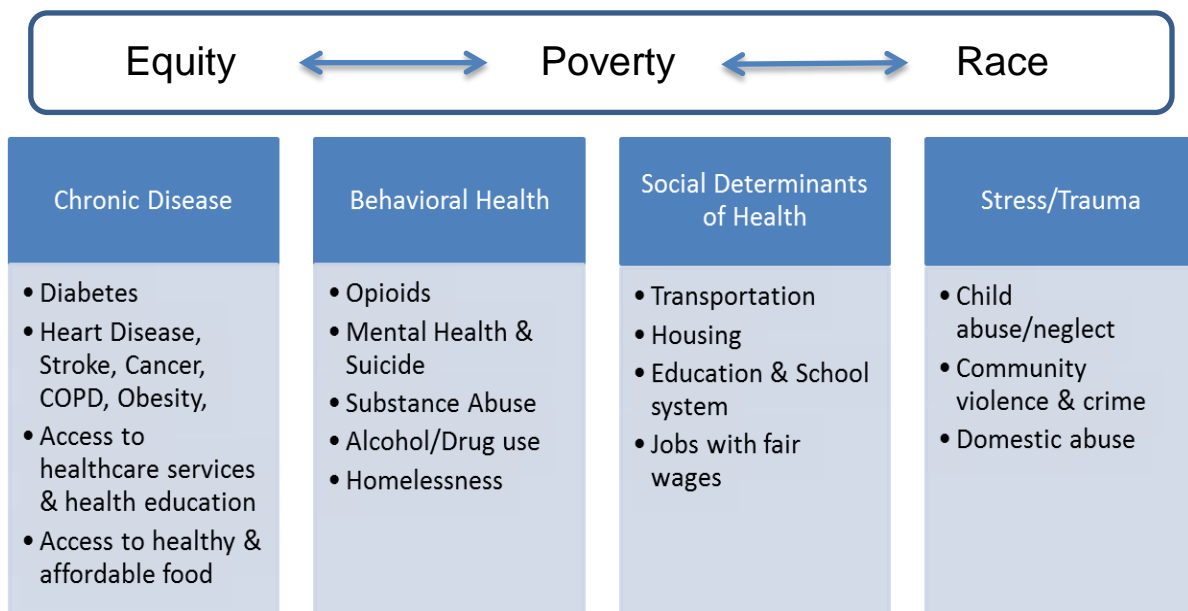 Equity Poverty Race
Chronic Disease
• Diabetes
• Heart Disease,
Stroke, Cancer,
COPD, Obesity,
• Access to
healthcare services
& health education
• Access to healthy &
affordable food
Behavioral Health
• Opioids
• Mental Health &
Suicide
• Substance Abuse
• Alcohol/Drug use
• Homelessness
Social Determinants
of Health
• Transportation
• Housing
• Education & School
system
• Jobs with fair
wages
Stress/Trauma
• Child
abuse/neglect
• Community
violence & crime
• Domestic abuse